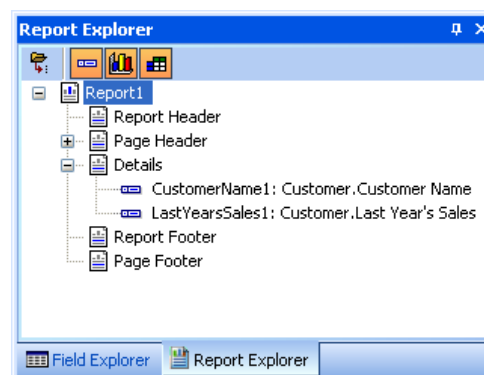 Report Explorer
Report1
Report Header
Page Header
Details
CustomerName1: Customer.Customer Name
LastYearsSales1: Customer.Last Year's Sales
Report Footer
Page Footer
Field Explorer
Report Explorer